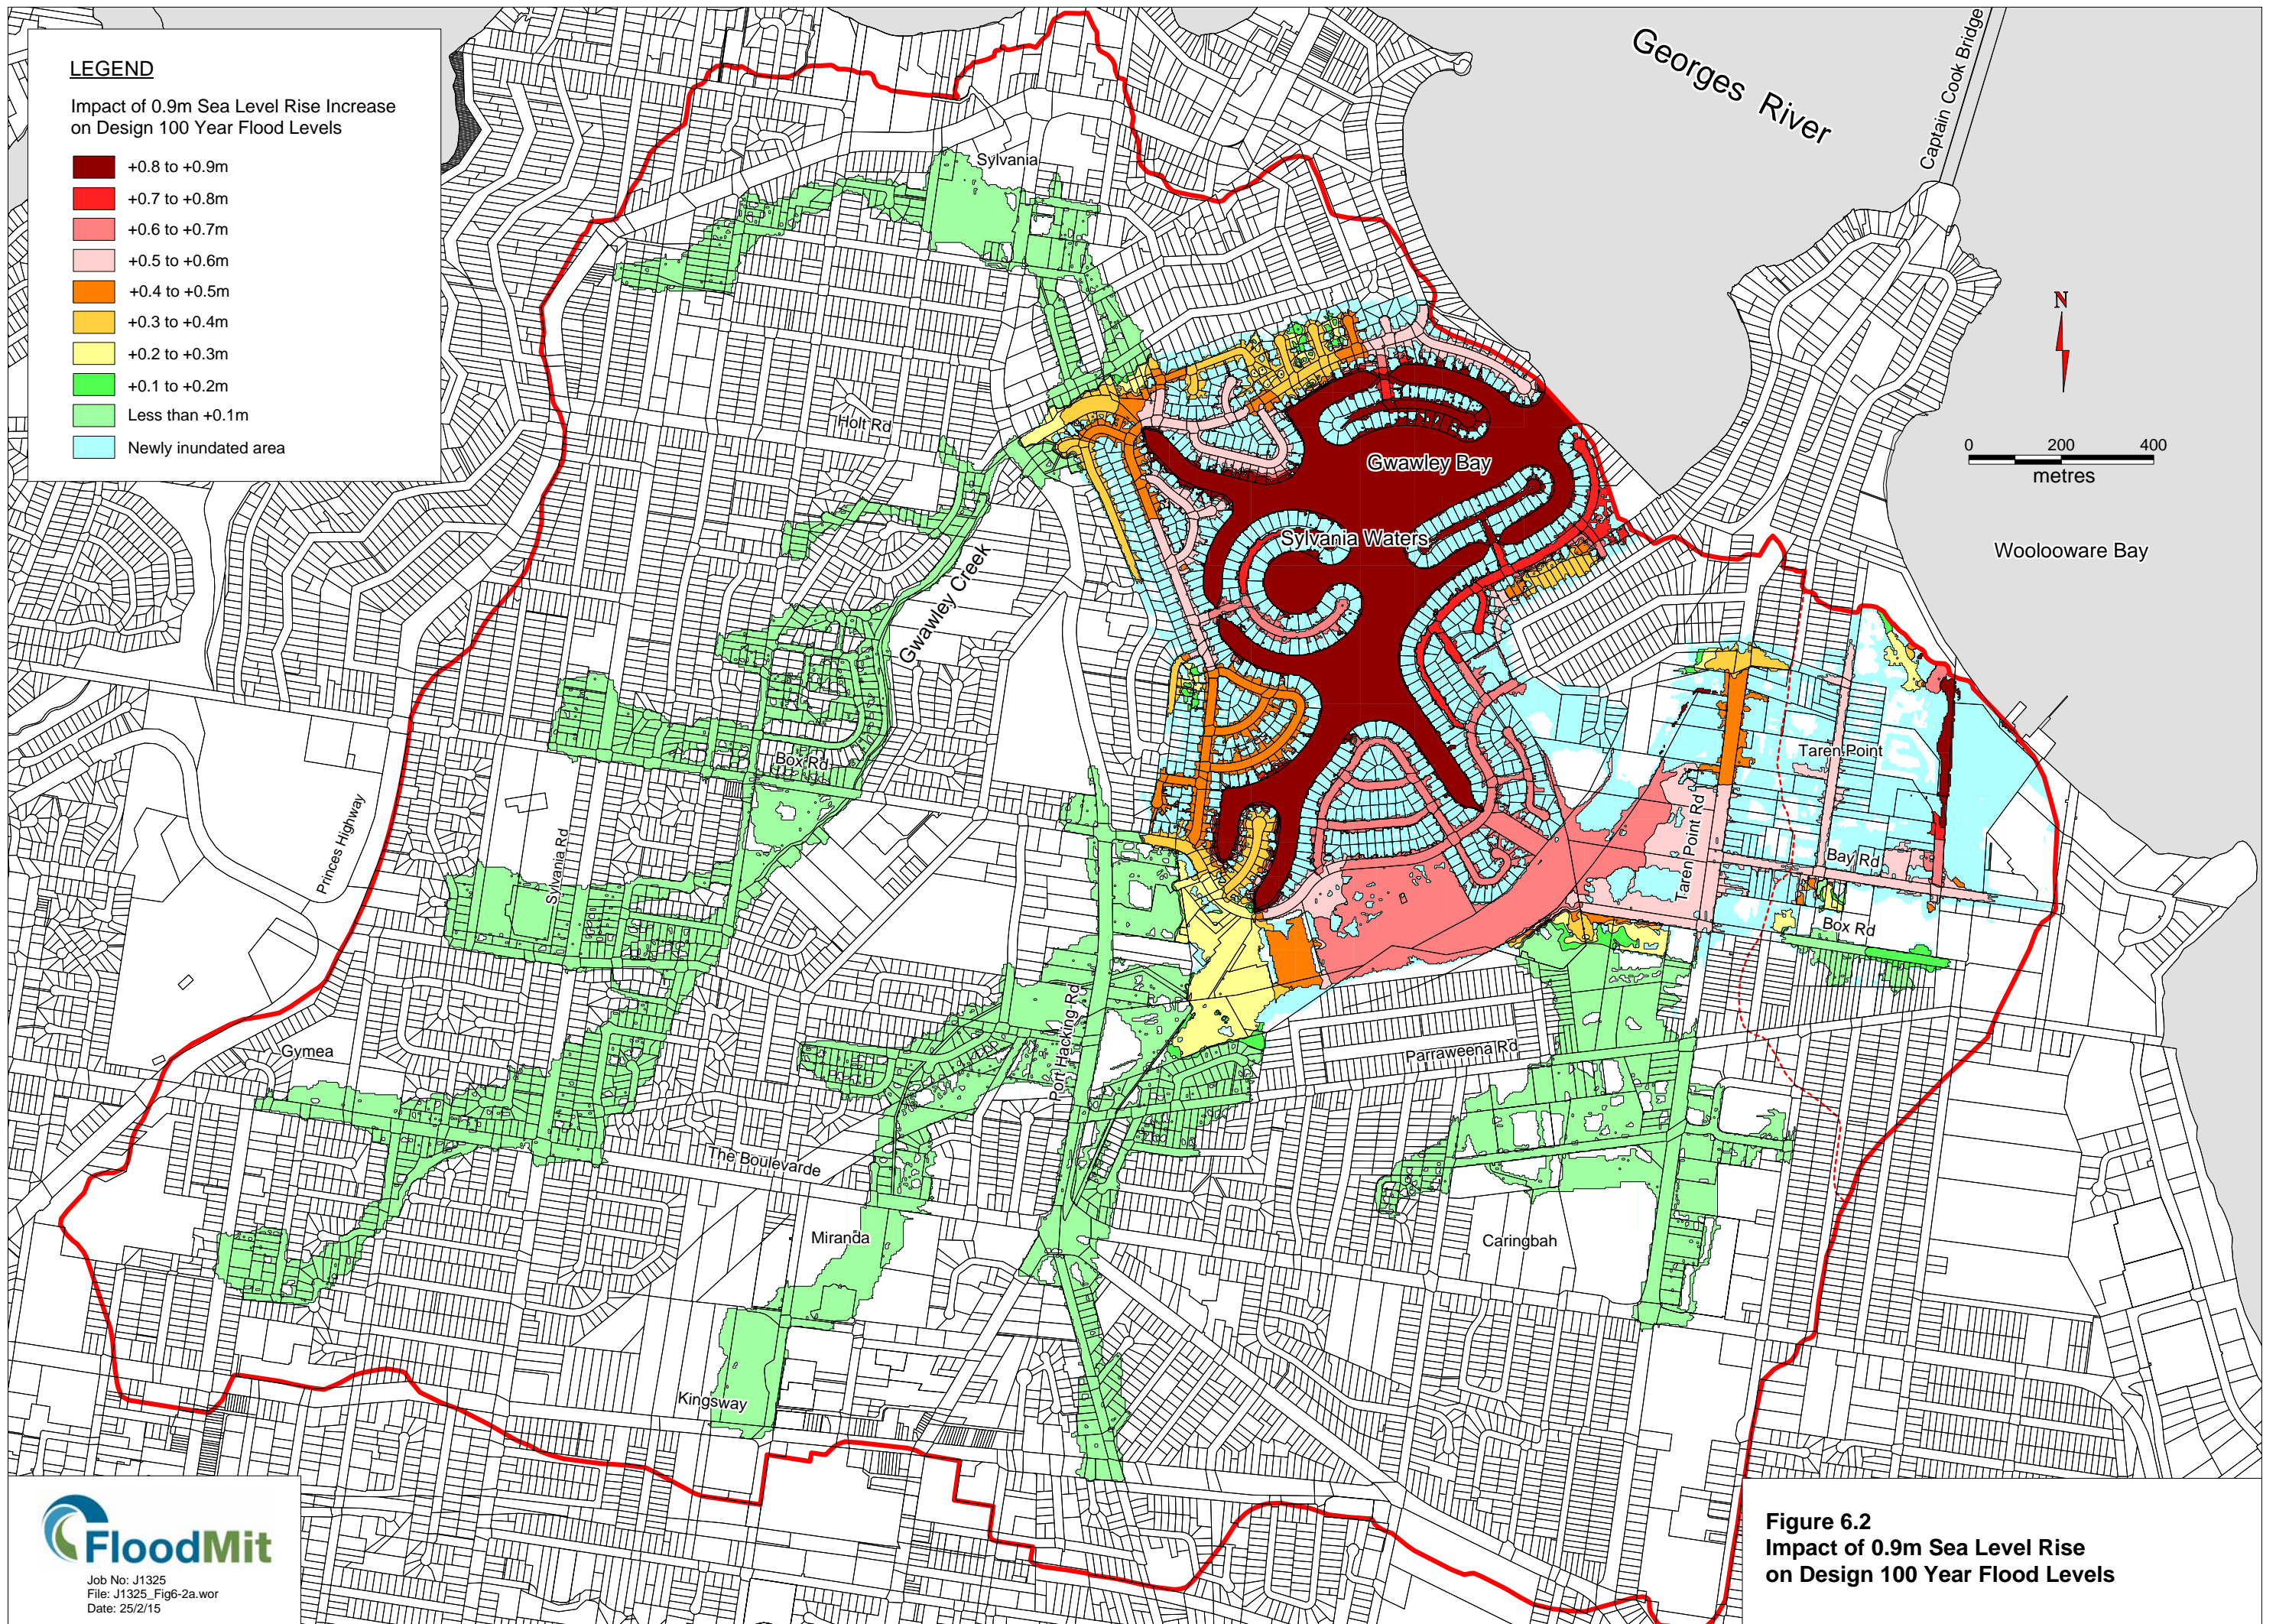 LEGEND
Impact of 0.9m Sea Level Rise Increase
on Design 100 Year Flood Levels
+0.8 to +0.9m
+0.7 to +0.8m
+0.6 to +0.7m
+0.5 to +0.6m
+0.4 to +0.5m
+0.3 to +0.4m
+0.2 to +0.3m
+0.1 to +0.2m
Less than +0.1m
Newly inundated area
Georges River
Captain Cook Bridge
Sylvania
N
0 200 400
metres
Holt Rd
Gwawley Bay
Sylvania Waters
Woolooware Bay
Gwawley Creek
Box Rd
Taren Point
Princes Highway
Sylvania Rd
Taren Point Rd
Bay Rd
Box Rd
Gymea
Port Hacking Rd
Parraweena Rd
The Boulevarde
Miranda
Caringbah
Kingsway
FloodMit
Job No: J1325
File: J1325_Fig6-2a.wor
Date: 25/2/15
Figure 6.2
Impact of 0.9m Sea Level Rise
on Design 100 Year Flood Levels